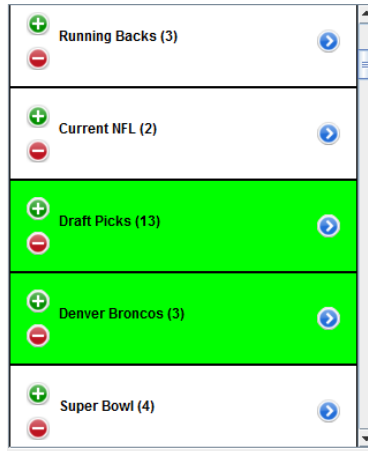 Running Backs (3)
Current NFL (2)
Draft Picks (13)
Denver Broncos (3)
Super Bowl (4)